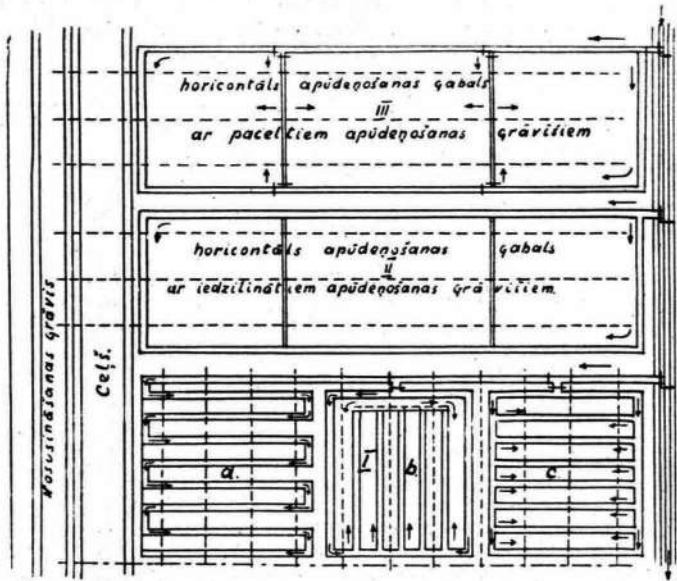 horicontāls apūdeņošanas gabals
III
ar paceltiem apūdeņošanas grāvīšiem
horicontāls apūdeņošanas gabals
II
ar iedziļinātiem apūdeņošanas grāvīšiem.
Nosusināšanas grāvis
Ceļš.
a.
I
b.
c